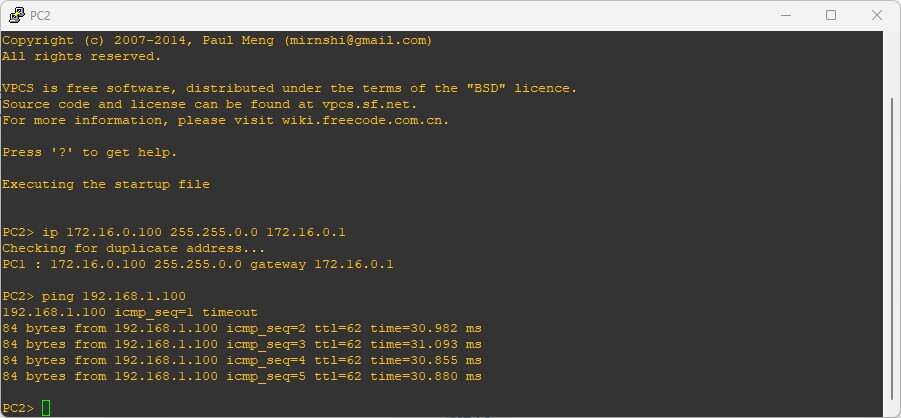 PC2
Copyright (c) 2007-2014, Paul Meng (mirnshi@gmail.com)
All rights reserved.
VPCS is free software, distributed under the terms of the "BSD" licence.
Source code and license can be found at vpcs.sf.net.
For more information, please visit wiki.freecode.com.cn.
Press '?' to get help.
Executing the startup file
PC2> ip 172.16.0.100 255.255.0.0 172.16.0.1
Checking for duplicate address...
PC1 : 172.16.0.100 255.255.0.0 gateway 172.16.0.1
PC2> ping 192.168.1.100
192.168.1.100 icmp_seq=1 timeout
84 bytes from 192.168.1.100 icmp_seq=2 ttl=62 time=30.982 ms
84 bytes from 192.168.1.100 icmp_seq=3 ttl=62 time=31.093 ms
84 bytes from 192.168.1.100 icmp_seq=4 ttl=62 time=30.855 ms
84 bytes from 192.168.1.100 icmp_seq=5 ttl=62 time=30.880 ms
PC2>